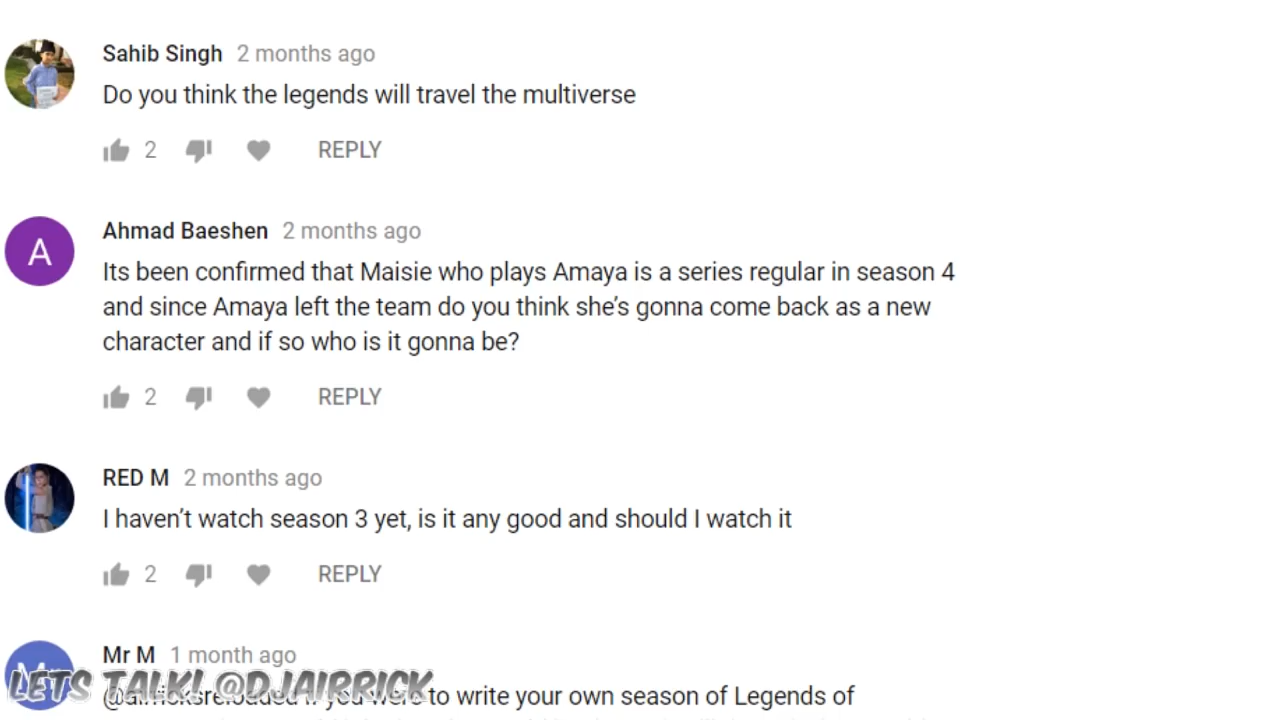 Sahib Singh 2 months ago
Do you think the legends will travel the multiverse
2 REPLY
A
Ahmad Baeshen 2 months ago
Its been confirmed that Maisie who plays Amaya is a series regular in season 4
and since Amaya left the team do you think she's gonna come back as a new
character and if so who is it gonna be?
2 REPLY
RED M 2 months ago
I haven't watch season 3 yet, is it any good and should I watch it
2 REPLY
Mr M 1 month ago
LETS TALK! @DJAIRRICK
if you were to write your own season of Legends of